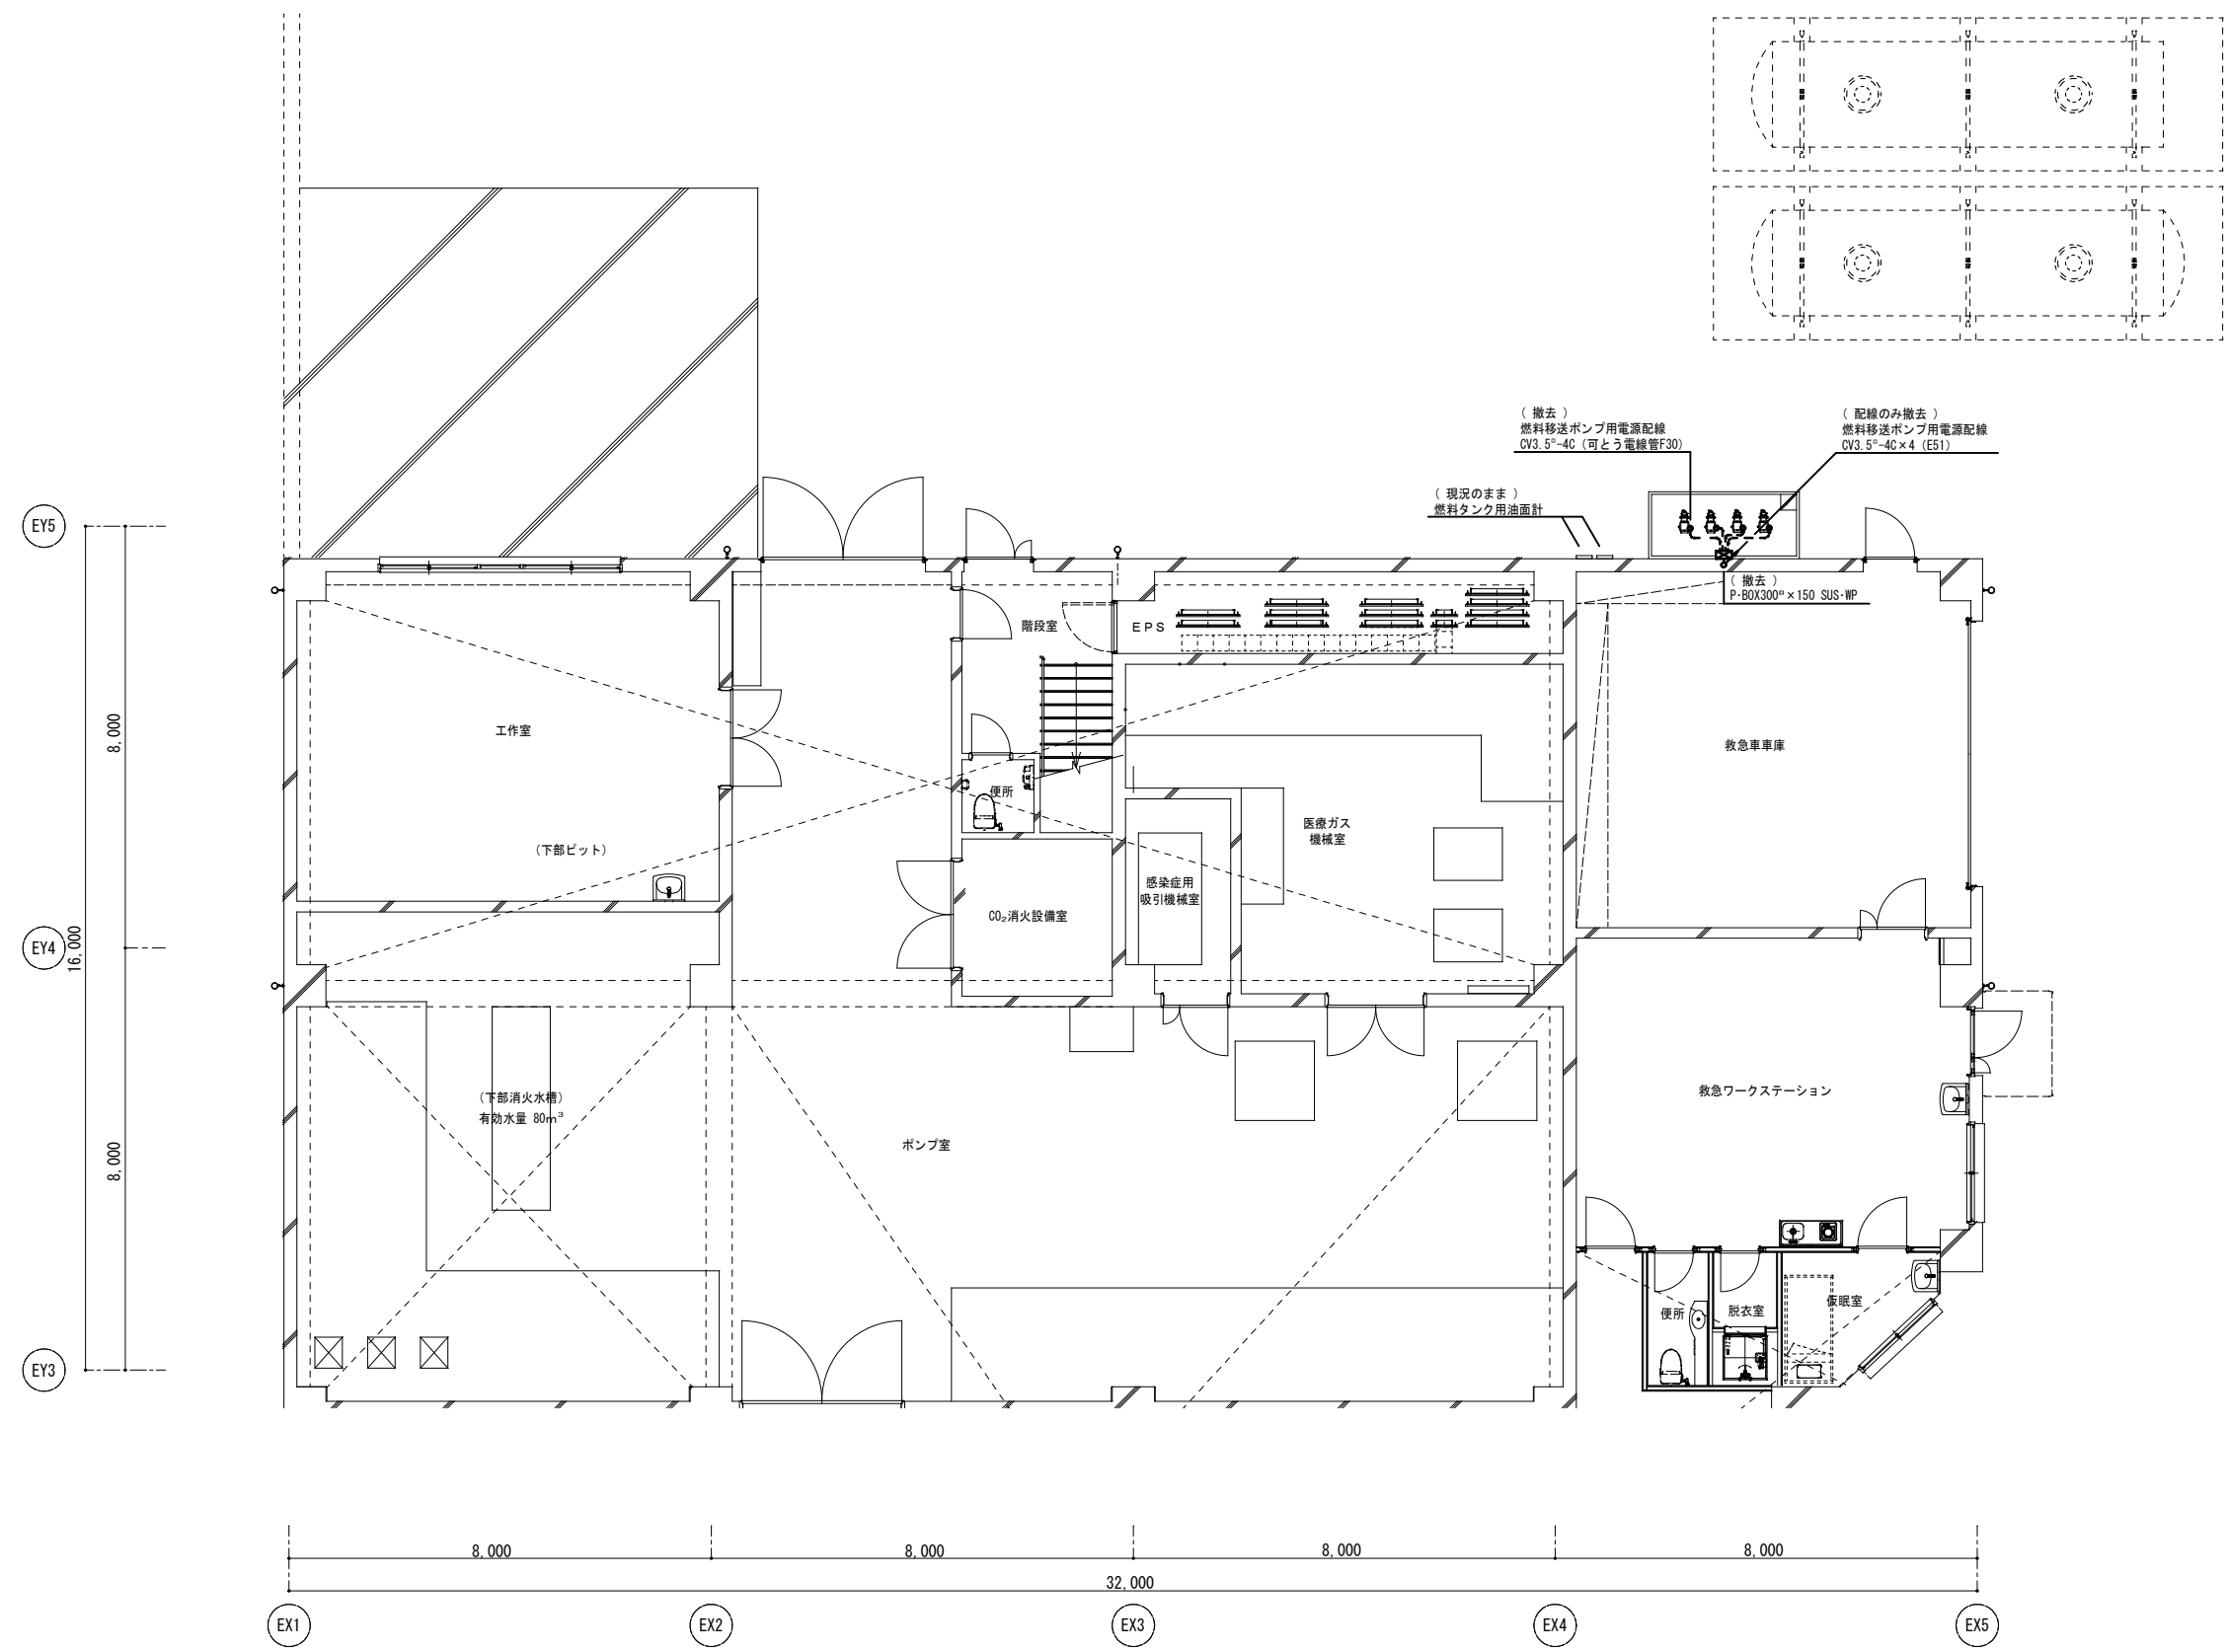 ( 撤去 )
燃料移送ポンプ用電源配線
CV3.5□-4C (可とう電線管F30)
( 配線のみ撤去 )
燃料移送ポンプ用電源配線
CV3.5□-4C×4 (E51)
( 現況のまま )
燃料タンク用油面計
( 撤去 )
P・BOX300□×150 SUS・WP
EY5
階段室
EPS
工作室
救急車車庫
8,000
便所
医療ガス
機械室
(下部ピット)
感染症用
吸引機械室
CO₂消火設備室
EY4
16,000
(下部消火水槽)
有効水量 80m³
救急ワークステーション
ポンプ室
8,000
便所
脱衣室
仮眠室
EY3
8,000
8,000
8,000
8,000
32,000
EX1
EX2
EX3
EX4
EX5